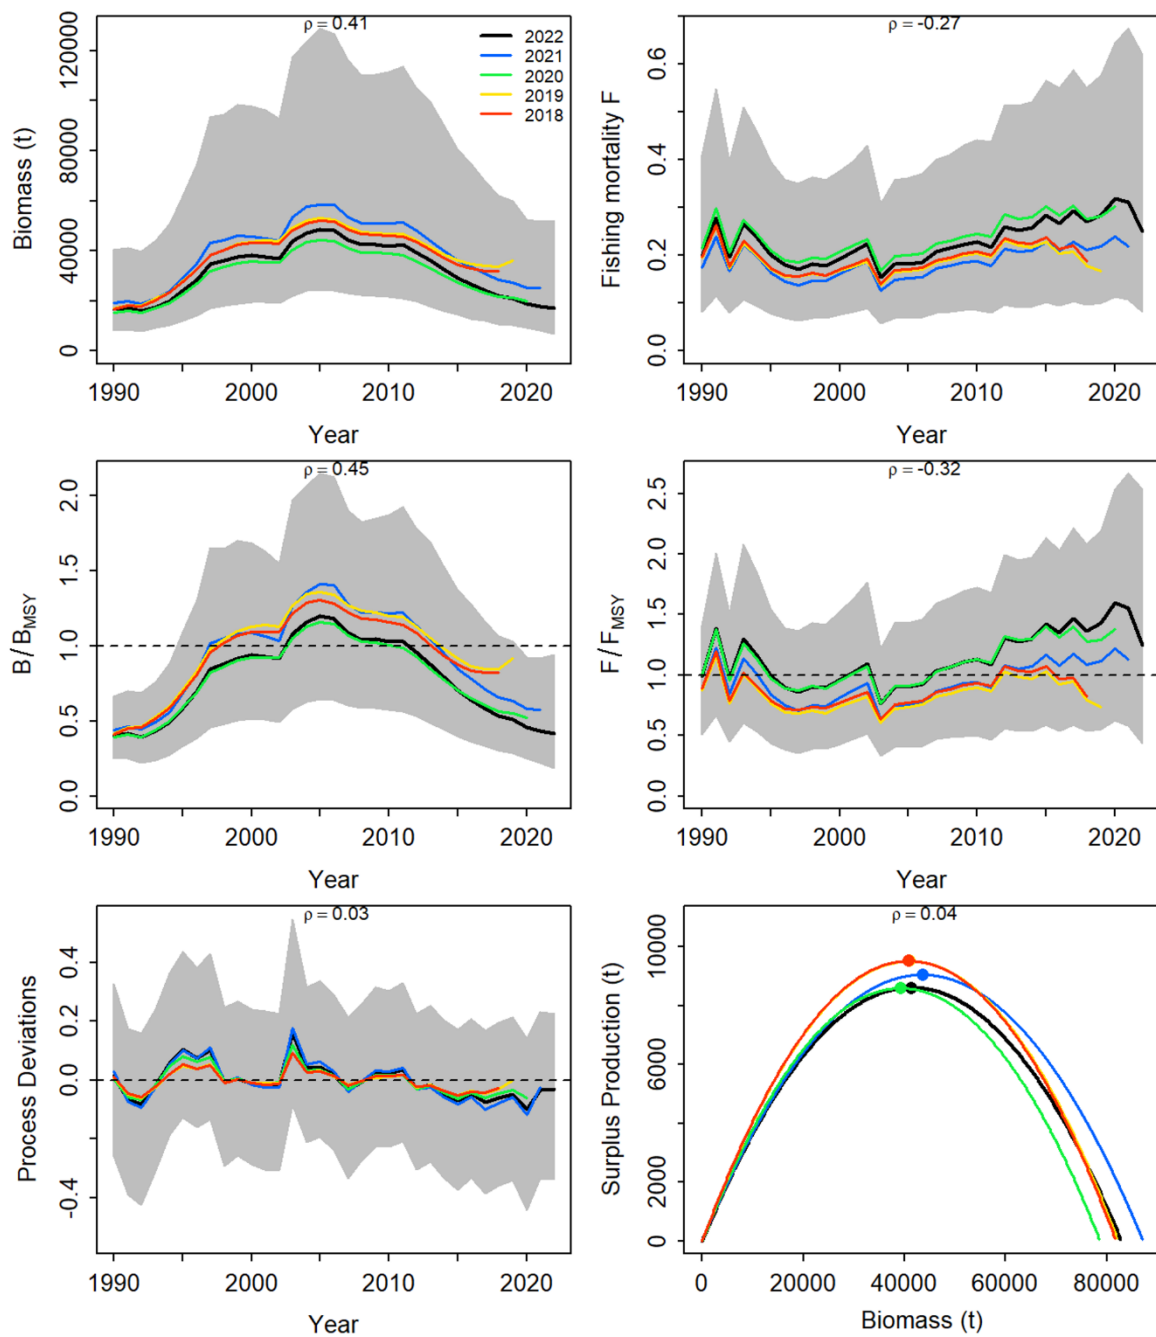 ρ = 0.41
2022
2021
2020
2019
2018
Biomass (t)
0 40000 80000 120000
1990 2000 2010 2020
Year
ρ = -0.27
Fishing mortality F
0.0 0.2 0.4 0.6
1990 2000 2010 2020
Year
ρ = 0.45
B/B_MSY
0.0 0.5 1.0 1.5 2.0
1990 2000 2010 2020
Year
ρ = -0.32
F/F_MSY
0.0 0.5 1.0 1.5 2.0 2.5
1990 2000 2010 2020
Year
ρ = 0.03
Process Deviations
-0.4 0.0 0.2 0.4
1990 2000 2010 2020
Year
ρ = 0.04
Surplus Production (t)
0 2000 6000 10000
0 20000 40000 60000 80000
Biomass (t)